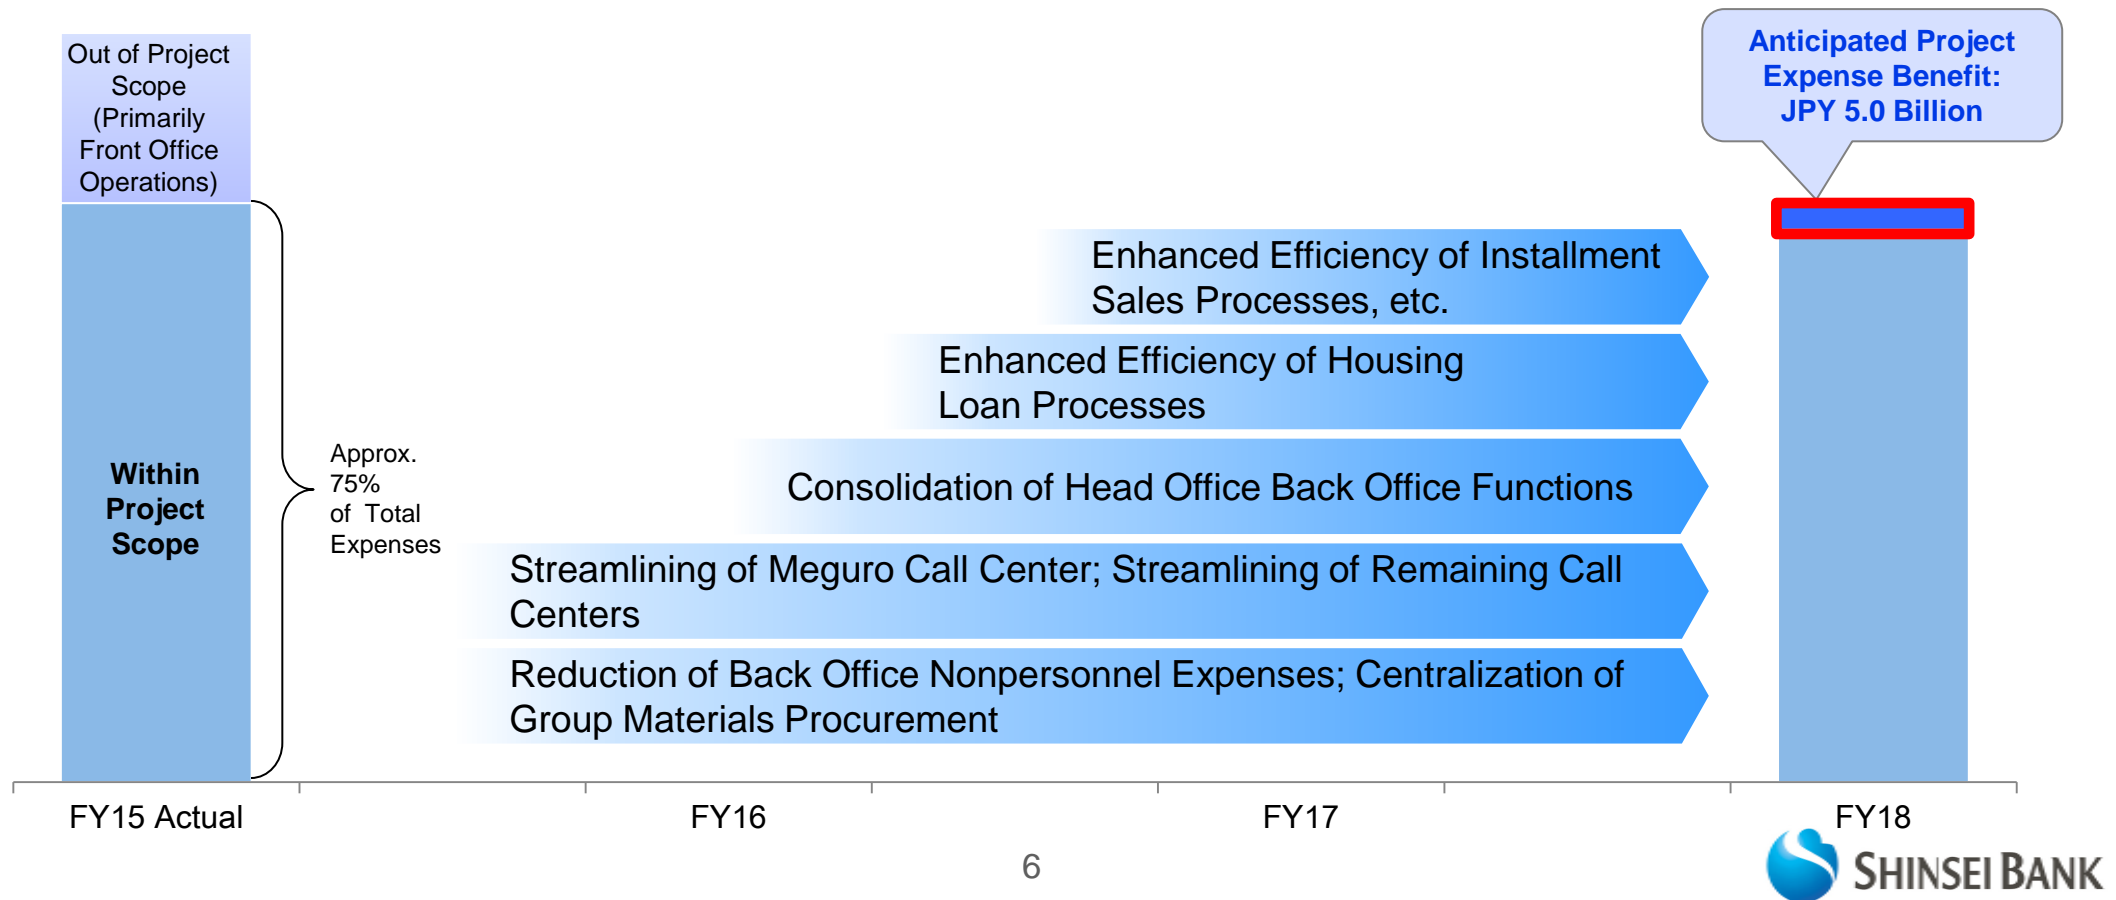 Out of Project
Scope
(Primarily
Front Office
Operations)
Anticipated Project
Expense Benefit:
JPY 5.0 Billion
Within
Project
Scope
Approx.
75%
of Total
Expenses
Enhanced Efficiency of Installment
Sales Processes, etc.
Enhanced Efficiency of Housing
Loan Processes
Consolidation of Head Office Back Office Functions
Streamlining of Meguro Call Center; Streamlining of Remaining Call
Centers
Reduction of Back Office Nonpersonnel Expenses; Centralization of
Group Materials Procurement
FY15 Actual
FY16
FY17
FY18
6
SHINSEI BANK